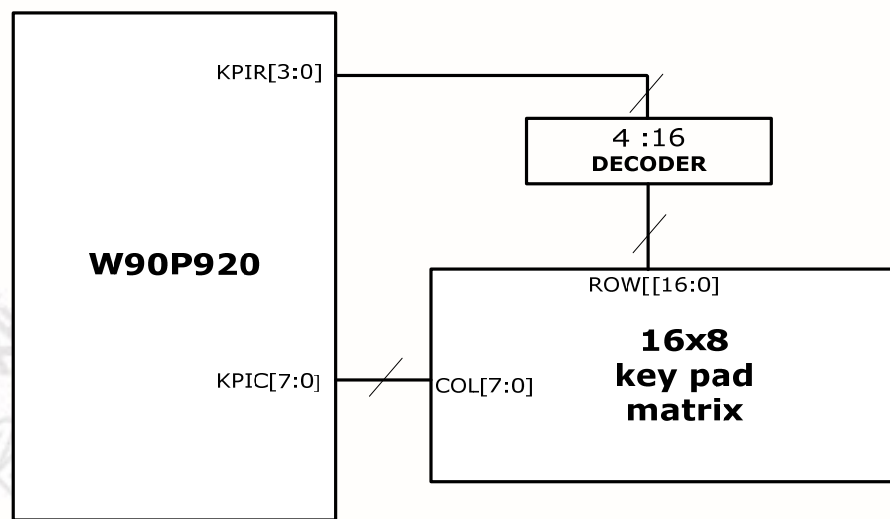 KPIR[3:0]
4 :16
DECODER
W90P920
ROW[[16:0]
16x8
key pad
matrix
KPIC[7:0]
COL[7:0]